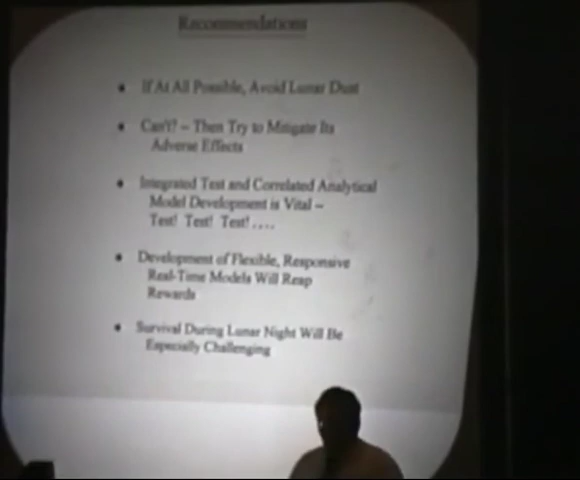 Recommendations
• If At All Possible, Avoid Lunar Dust
• Can't? – Then Try to Mitigate Its
Adverse Effects
• Integrated Test and Correlated Analytical
Model Development is Vital –
Test! Test! Test!....
• Development of Flexible, Responsive
Real-Time Models Will Reap
Rewards
• Survival During Lunar Night Will Be
Especially Challenging